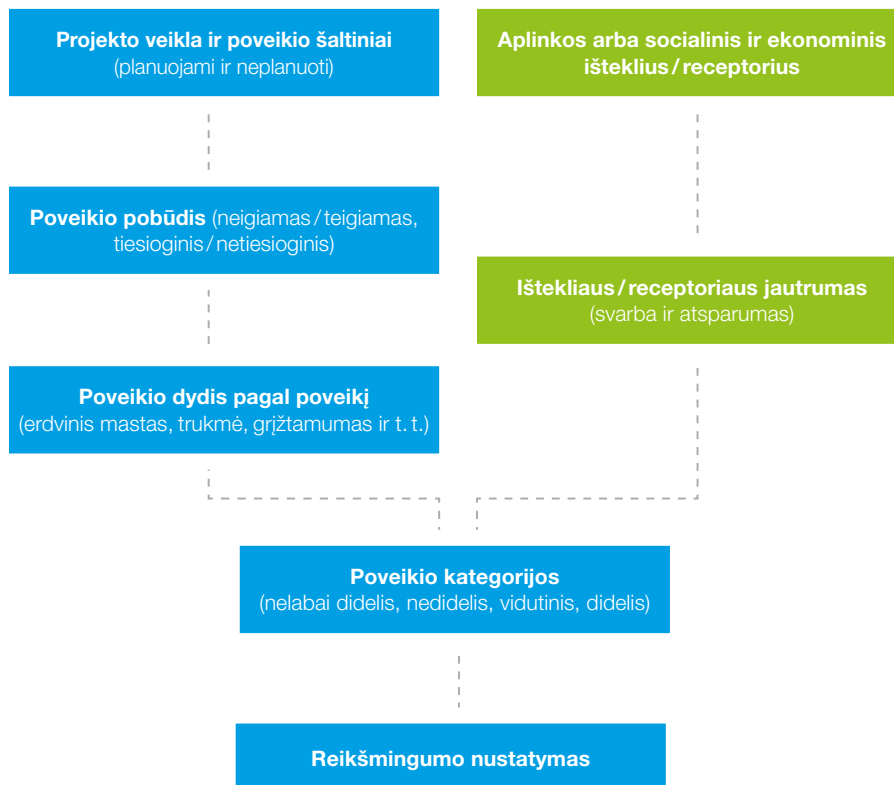 Projekto veikla ir poveikio šaltiniai
(planuojami ir neplanuoti)
Aplinkos arba socialinis ir ekonominis
išteklius/receptorius
Poveikio pobūdis (neigiamas/teigiamas,
tiesioginis/netiesioginis)
Ištekliaus/receptoriaus jautrumas
(svarba ir atsparumas)
Poveikio dydis pagal poveikį
(erdvinis mastas, trukmė, grįžtamumas ir t.t.)
Poveikio kategorijos
(nelabai didelis, nedidelis, vidutinis, didelis)
Reikšmingumo nustatymas